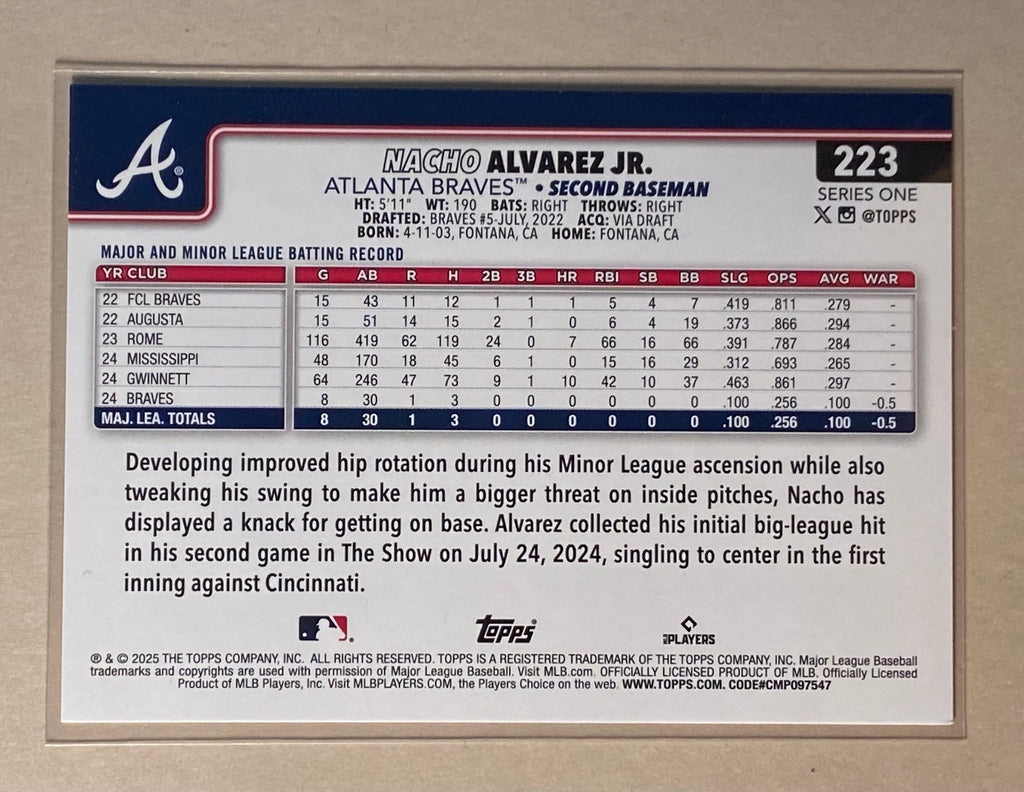 A®
NACHO ALVAREZ JR.
223
ATLANTA BRAVES™ • SECOND BASEMAN
SERIES ONE
HT: 5'11" WT: 190 BATS: RIGHT THROWS: RIGHT
X @TOPPS
DRAFTED: BRAVES #5-JULY, 2022 ACQ: VIA DRAFT
BORN: 4-11-03, FONTANA, CA HOME: FONTANA, CA
MAJOR AND MINOR LEAGUE BATTING RECORD
YR CLUB G AB R H 2B 3B HR RBI SB BB SLG OPS AVG WAR
22 FCL BRAVES 15 43 11 12 1 1 1 5 4 7 .419 .811 .279 -
22 AUGUSTA 15 51 14 15 2 1 0 6 4 19 .373 .866 .294 -
23 ROME 116 419 62 119 24 0 7 66 16 66 .391 .787 .284 -
24 MISSISSIPPI 48 170 18 45 6 1 0 15 16 29 .312 .693 .265 -
24 GWINNETT 64 246 47 73 9 1 10 42 10 37 .463 .861 .297 -
24 BRAVES 8 30 1 3 0 0 0 0 0 0 .100 .256 .100 -0.5
MAJ. LEA. TOTALS 8 30 1 3 0 0 0 0 0 0 .100 .256 .100 -0.5
Developing improved hip rotation during his Minor League ascension while also
tweaking his swing to make him a bigger threat on inside pitches, Nacho has
displayed a knack for getting on base. Alvarez collected his initial big-league hit
in his second game in The Show on July 24, 2024, singling to center in the first
inning against Cincinnati.
Topps®
MLB PLAYERS
® & © 2025 THE TOPPS COMPANY, INC. ALL RIGHTS RESERVED. TOPPS IS A REGISTERED TRADEMARK OF THE TOPPS COMPANY, INC. Major League Baseball
trademarks and copyrights are used with permission of Major League Baseball. Visit MLB.com. OFFICIALLY LICENSED PRODUCT OF MLB. Officially Licensed
Product of MLB Players, Inc. Visit MLBPLAYERS.COM, the Players Choice on the web. WWW.TOPPS.COM. CODE#CMP097547